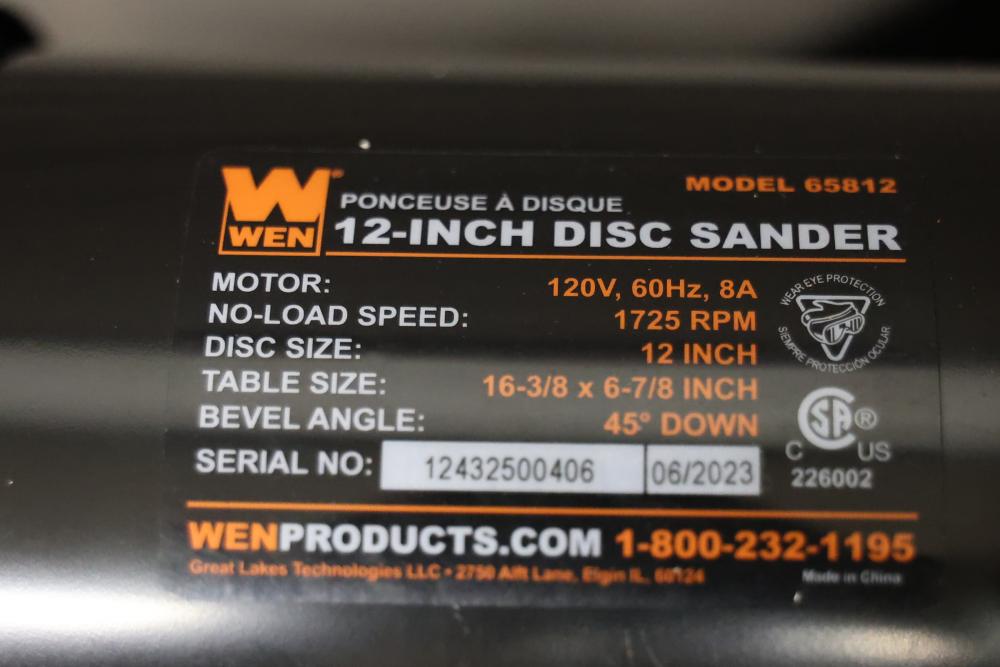 WEN®
PONCEUSE À DISQUE
MODEL 65812
12-INCH DISC SANDER
MOTOR: 120V, 60Hz, 8A
NO-LOAD SPEED: 1725 RPM
DISC SIZE: 12 INCH
TABLE SIZE: 16-3/8 x 6-7/8 INCH
BEVEL ANGLE: 45° DOWN
SERIAL NO: 12432500406 06/2023
WEAR EYE PROTECTION
SIEMPRE PROTECCIÓN OCULAR
SA®
C US
226002
WENPRODUCTS.COM 1-800-232-1195
Great Lakes Technologies LLC • 2750 Alft Lane, Elgin IL, 60124
Made in China